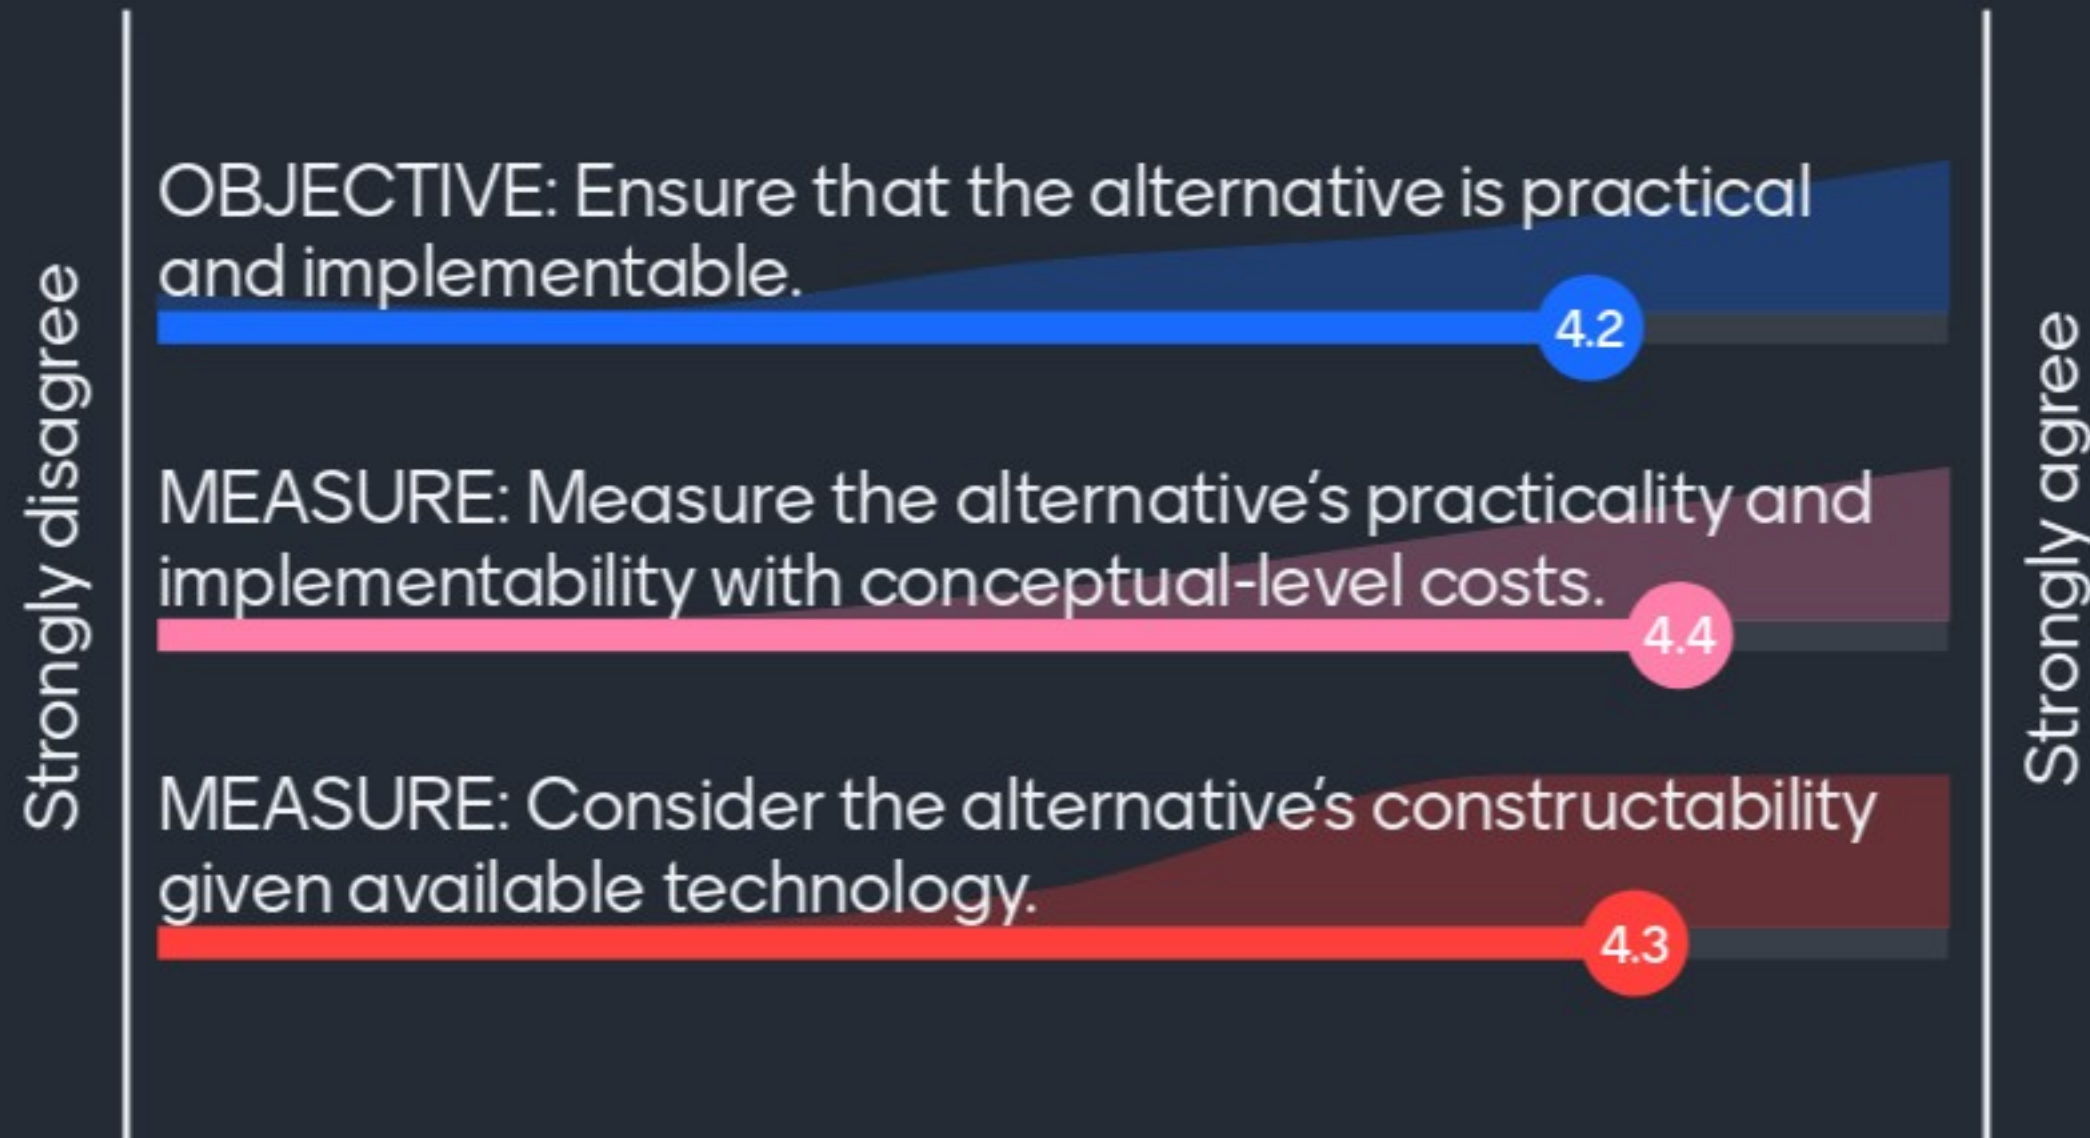 Strongly disagree
OBJECTIVE: Ensure that the alternative is practical
and implementable.
4.2
MEASURE: Measure the alternative’s practicality and
implementability with conceptual-level costs.
4.4
MEASURE: Consider the alternative’s constructability
given available technology.
4.3
Strongly agree